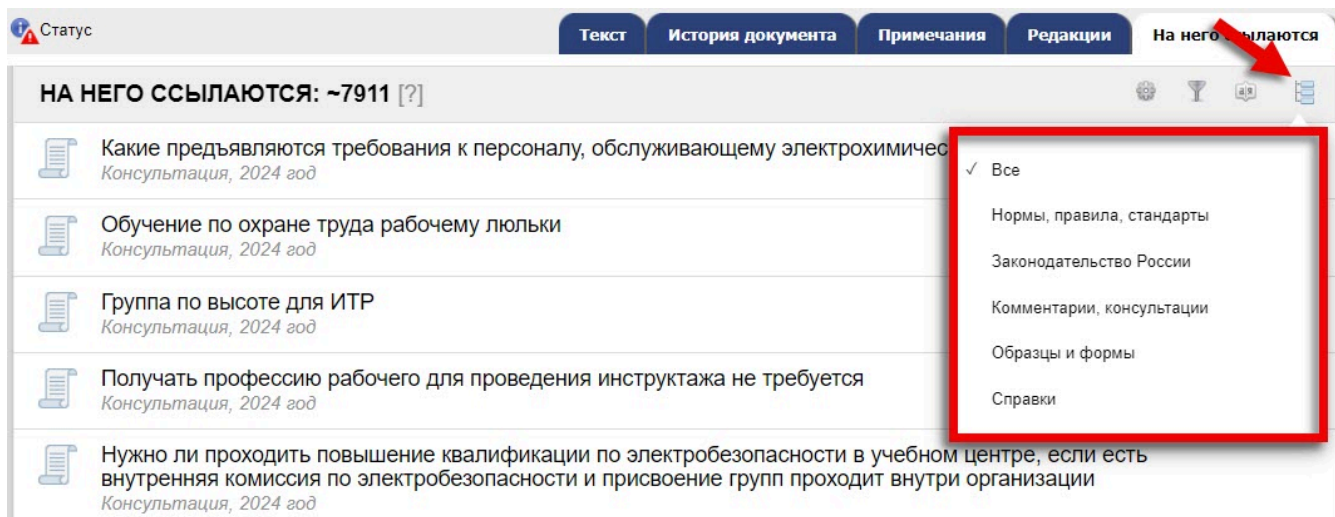 Статус
Текст
История документа
Примечания
Редакции
На него ссылаются
НА НЕГО ССЫЛАЮТСЯ: ~7911 [?]
а я
Какие предъявляются требования к персоналу, обслуживающему
Консультация, 2024 год
Обучение по охране труда рабочему люльки
Консультация, 2024 год
Группа по высоте для ИТР
Консультация, 2024 год
Получать профессию рабочего для проведения инструктажа не требуется
Консультация, 2024 год
Нужно ли проходить повышение квалификации по электробезопасности в учебном центре, если есть
внутренняя комиссия по электробезопасности и присвоение групп проходит внутри организации
Консультация, 2024 год
✓ Все
Нормы, правила, стандарты
Законодательство России
Комментарии, консультации
Образцы и формы
Справки